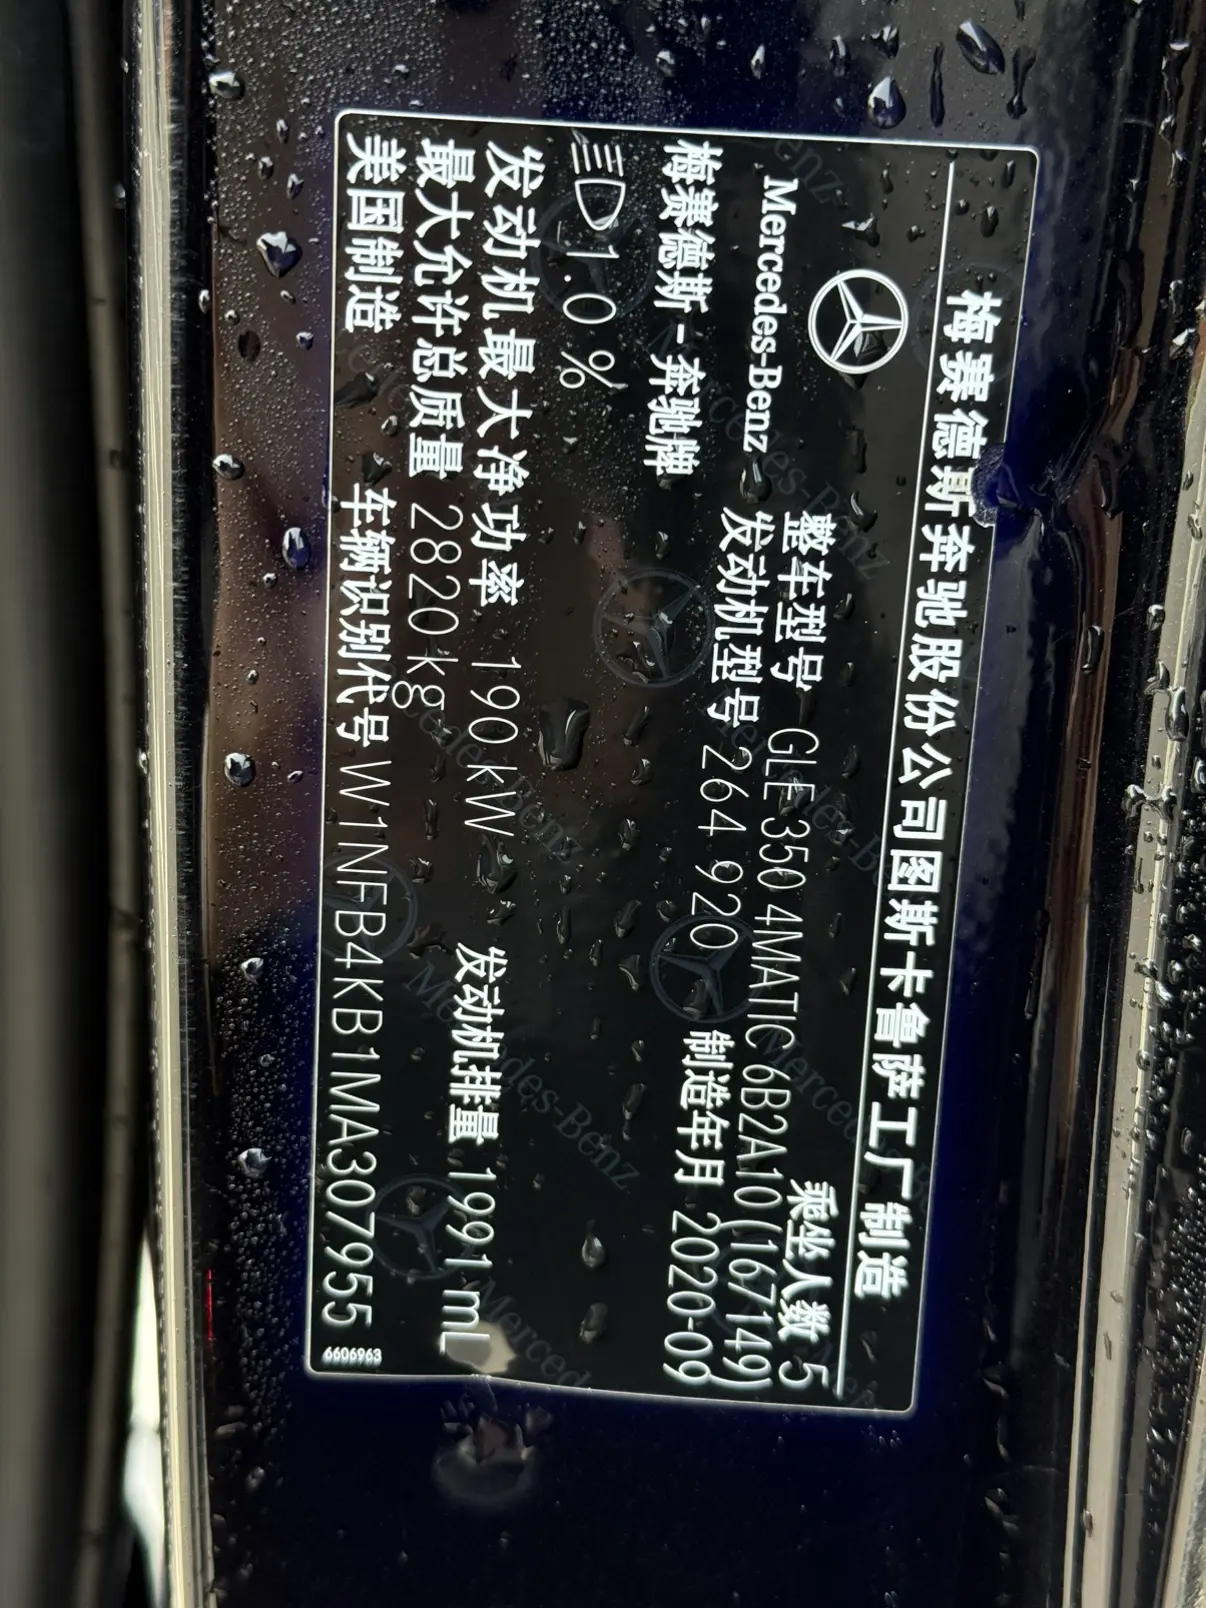 梅赛德斯奔驰股份公司图斯卡鲁萨工厂制造
乘坐人数 5
整车型号 GLE 350 4MATIC 6B2A10(167149)
Mercedes-Benz
发动机型号 264 920 制造年月 2020-09
梅赛德斯-奔驰牌
1.0 %
发动机最大净功率 190 kW 发动机排量 1991 mL
最大允许总质量 2820 kg
美国制造 车辆识别代号 W1NFB4KB1MA307955
6606963